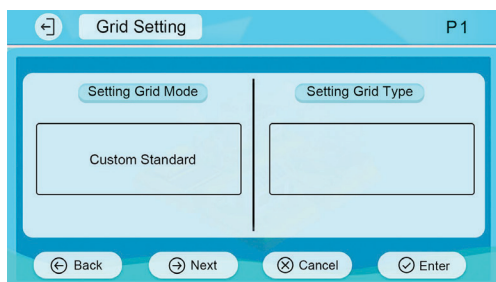 Grid Setting
P1
Setting Grid Mode
Setting Grid Type
Custom Standard
Back
Next
Cancel
Enter